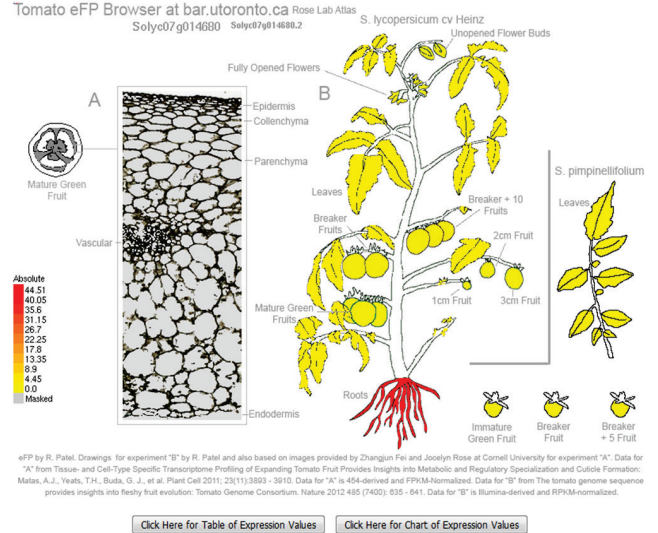 Tomato eFP Browser at bar.utoronto.ca Rose Lab Atlas
Solyc07g014680 Solyc07g014680.2
S. lycopersicum cv Heinz
Unopened Flower Buds
Fully Opened Flowers
A
B
Epidermis
Collenchyma
Parenchyma
Mature Green
Fruit
Vascular
Endodermis
Leaves
Breaker
Fruits
Breaker + 10
Fruits
2cm Fruit
1cm Fruit
3cm Fruit
Mature Green
Fruits
Roots
S. pimpinellifolium
Leaves
Immature
Green Fruit
Breaker
Fruit
Breaker
+ 5 Fruit
Absolute
44.51
40.05
35.6
31.15
26.7
22.25
17.8
13.35
8.9
4.45
0.0
Masked
eFP by R. Patel. Drawings for experiment "B" by R. Patel and also based on images provided by Zhangjun Fei and Jocelyn Rose at Cornell University for experiment "A". Data for
"A" from Tissue- and Cell-Type Specific Transcriptome Profiling of Expanding Tomato Fruit Provides Insights into Metabolic and Regulatory Specialization and Cuticle Formation:
Matas, A.J., Yeats, T.H., Buda, G. J., et al. Plant Cell 2011; 23(11):3893 - 3910. Data for "A" is 454-derived and FPKM-Normalized. Data for "B" from The tomato genome sequence
provides insights into fleshy fruit evolution: Tomato Genome Consortium. Nature 2012 485 (7400): 635 - 641. Data for "B" is Illumina-derived and RPKM-normalized.
Click Here for Table of Expression Values
Click Here for Chart of Expression Values